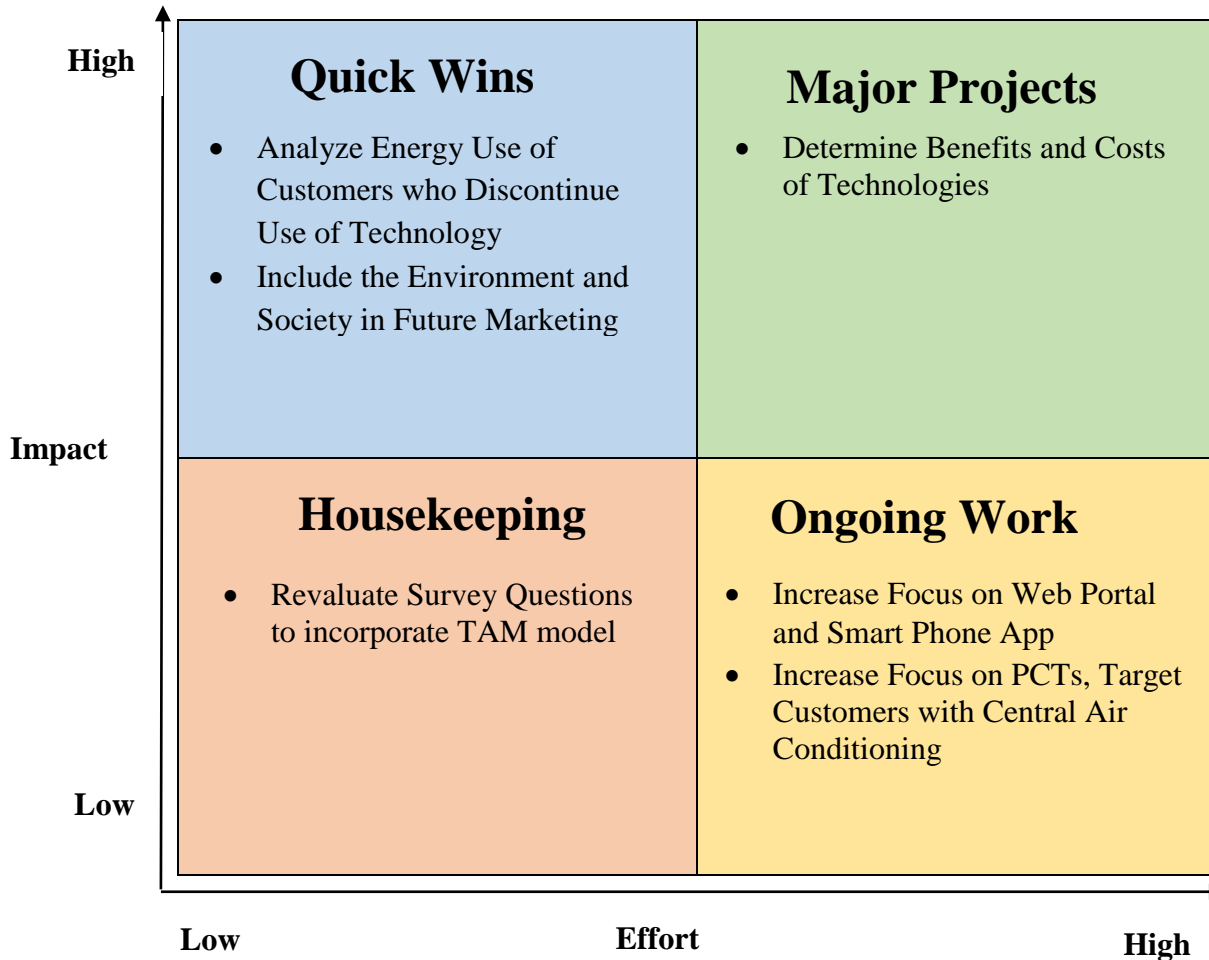 High
Quick Wins
• Analyze Energy Use of
Customers who Discontinue
Use of Technology
• Include the Environment and
Society in Future Marketing
Major Projects
• Determine Benefits and Costs
of Technologies
Impact
Housekeeping
• Revaluate Survey Questions
to incorporate TAM model
Ongoing Work
• Increase Focus on Web Portal
and Smart Phone App
• Increase Focus on PCTs, Target
Customers with Central Air
Conditioning
Low
Low
Effort
High